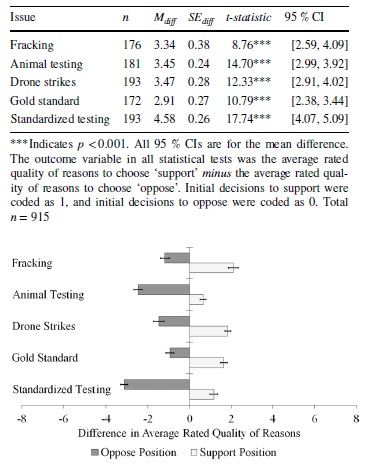 Issue n Mdiff SEdiff t-statistic 95 % CI
Fracking 176 3.34 0.38 8.76*** [2.59, 4.09]
Animal testing 181 3.45 0.24 14.70*** [2.99, 3.92]
Drone strikes 193 3.47 0.28 12.33*** [2.91, 4.02]
Gold standard 172 2.91 0.27 10.79*** [2.38, 3.44]
Standardized testing 193 4.58 0.26 17.74*** [4.07, 5.09]
***Indicates p <0.001. All 95 % CIs are for the mean difference.
The outcome variable in all statistical tests was the average rated
quality of reasons to choose ‘support’ minus the average rated qual-
ity of reasons to choose ‘oppose’. Initial decisions to support were
coded as 1, and initial decisions to oppose were coded as 0. Total
n = 915
Fracking
Animal Testing
Drone Strikes
Gold Standard
Standardized Testing
-8 -6 -4 -2 0 2 4 6 8
Difference in Average Rated Quality of Reasons
Oppose Position Support Position